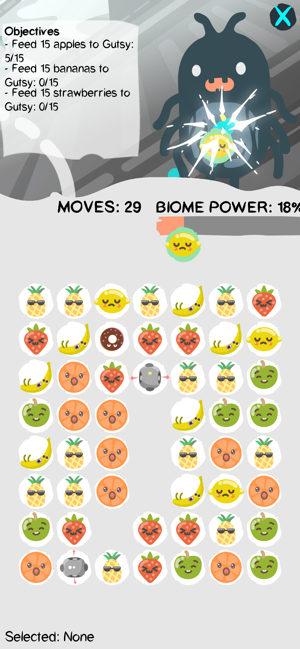 Objectives
- Feed 15 apples to Gutsy:
5/15
- Feed 15 bananas to
Gutsy: 0/15
- Feed 15 strawberries to
Gutsy: 0/15
X
MOVES: 29 BIOME POWER: 18%
Selected: None